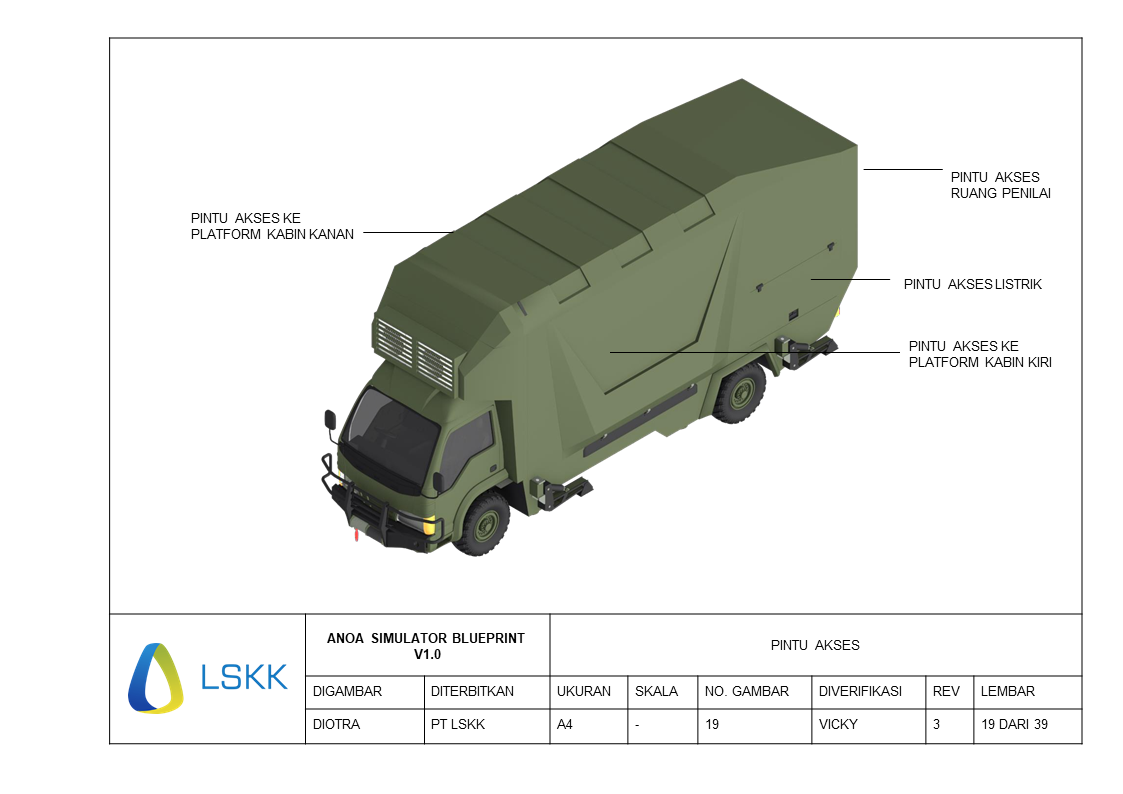 PINTU AKSES
RUANG PENILAI
PINTU AKSES KE
PLATFORM KABIN KANAN
PINTU AKSES LISTRIK
PINTU AKSES KE
PLATFORM KABIN KIRI
LSKK
ANOA SIMULATOR BLUEPRINT
V1.0
PINTU AKSES
DIGAMBAR DITERBITKAN UKURAN SKALA NO. GAMBAR DIVERIFIKASI REV LEMBAR
DIOTRA PT LSKK A4 - 19 VICKY 3 19 DARI 39